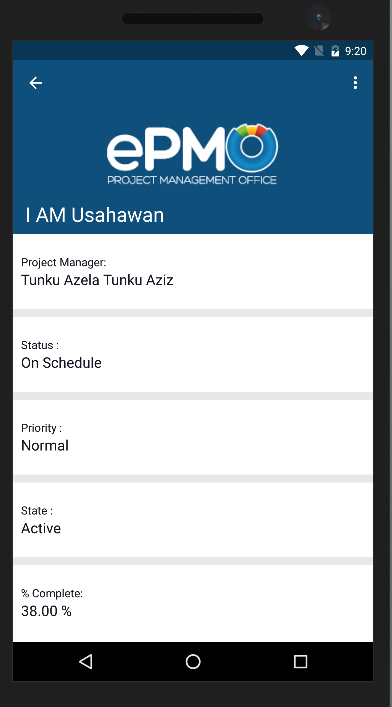 9:20
ePMO
PROJECT MANAGEMENT OFFICE
I AM Usahawan
Project Manager:
Tunku Azela Tunku Aziz
Status :
On Schedule
Priority :
Normal
State :
Active
% Complete:
38.00 %